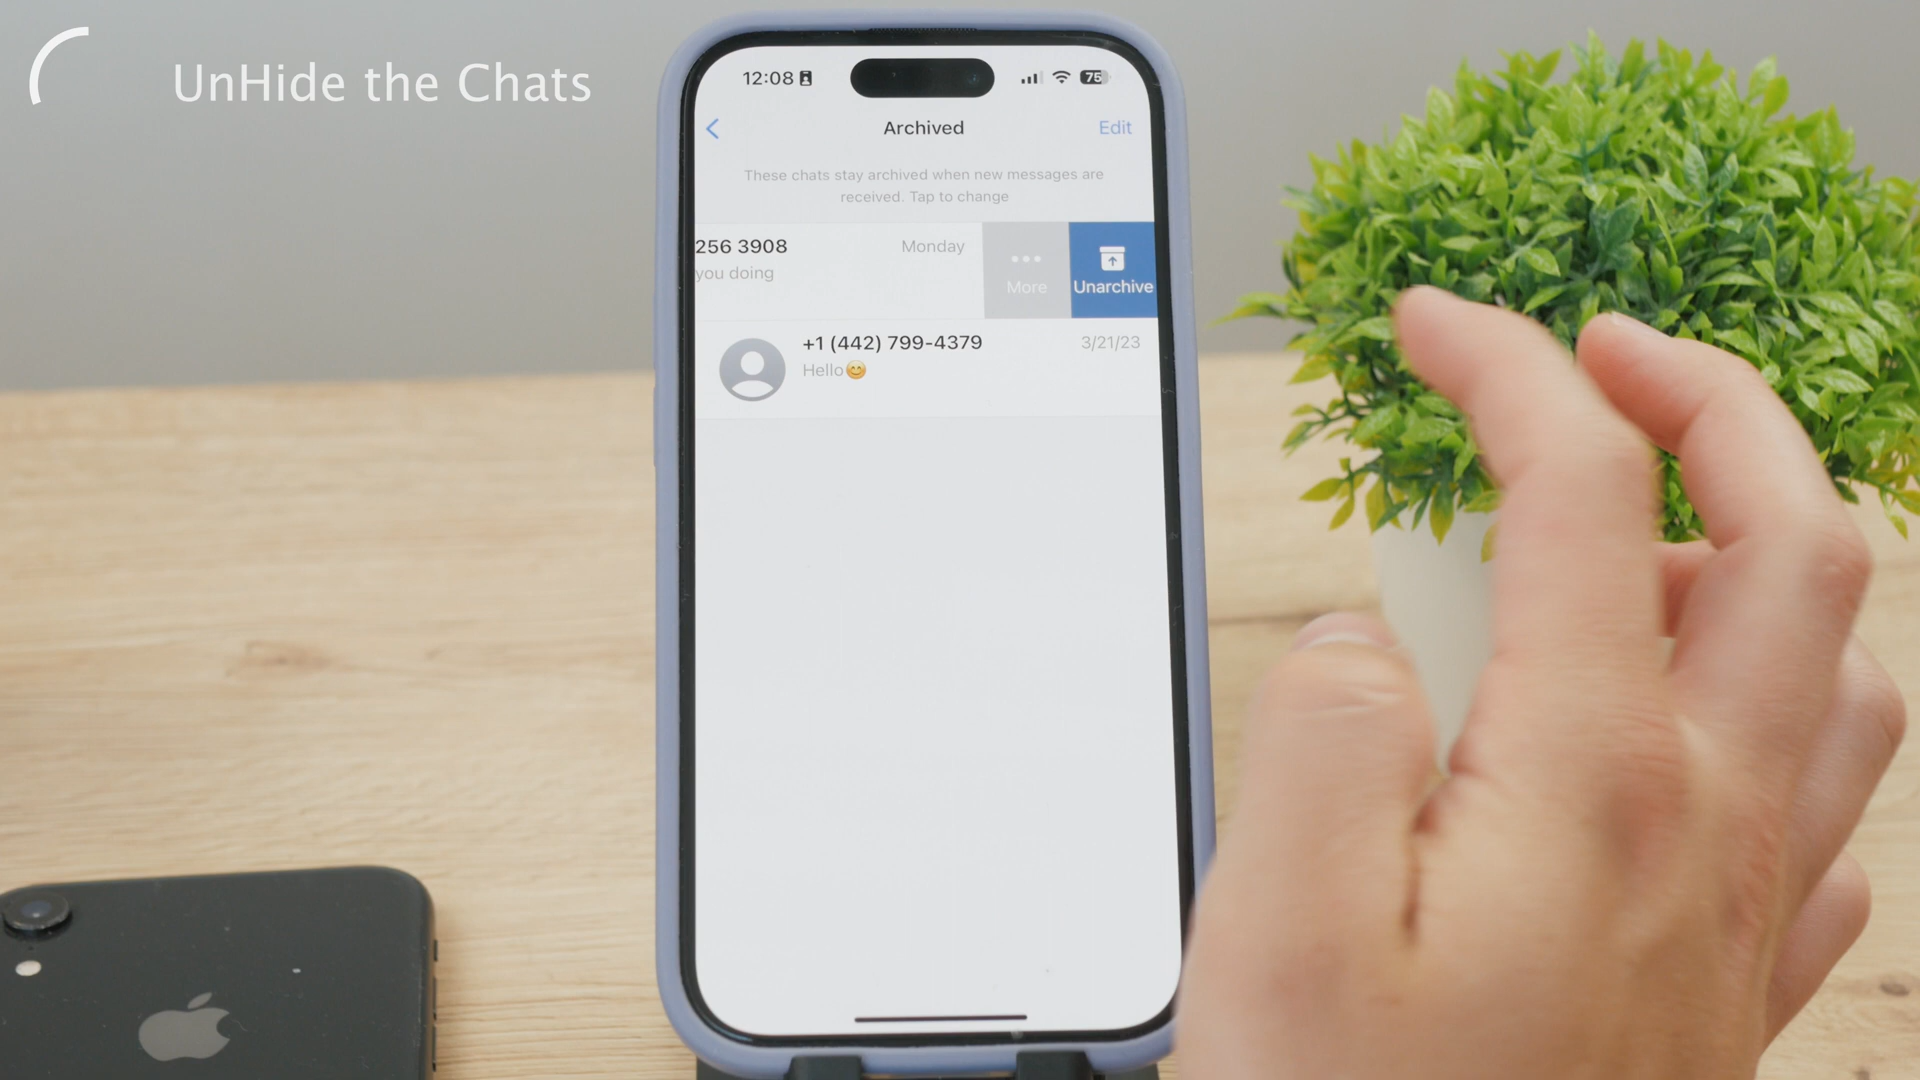 UnHide the Chats
12:08
75
Archived
Edit
These chats stay archived when new messages are
received. Tap to change
256 3908
Monday
you doing
More
Unarchive
+1 (442) 799-4379
3/21/23
Hello😊